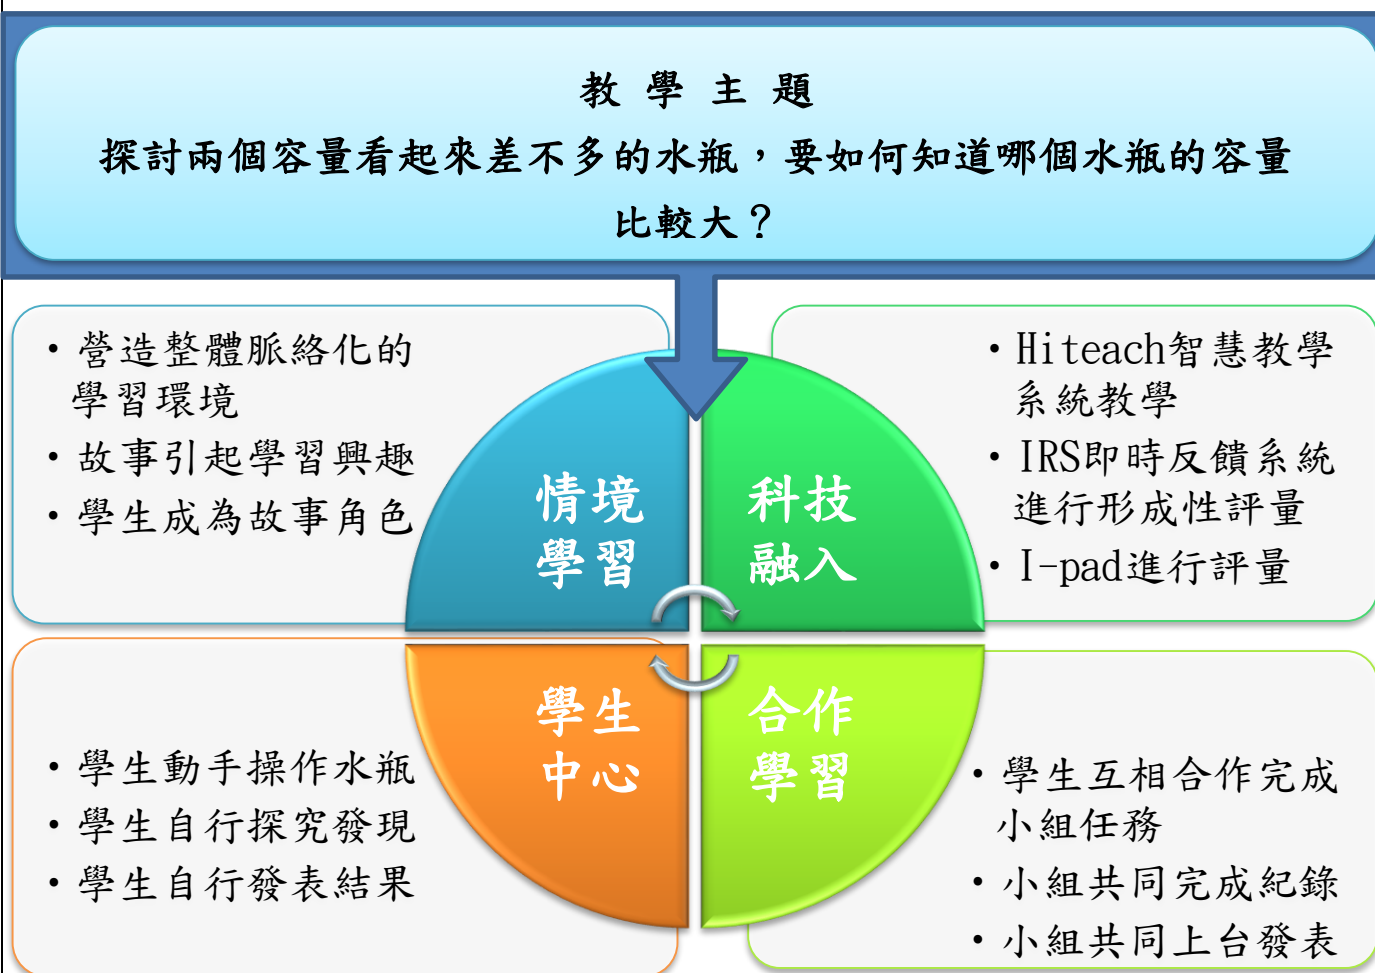 教 學 主 題
探討兩個容量看起來差不多的水瓶，要如何知道哪個水瓶的容量
比較大？
・營造整體脈絡化的
學習環境
・故事引起學習興趣
・學生成為故事角色
情境
學習
科技
融入
・Hiteach智慧教學
系統教學
・IRS即時反饋系統
進行形成性評量
・I-pad進行評量
・學生動手操作水瓶
・學生自行探究發現
・學生自行發表結果
學生
中心
合作
學習
・學生互相合作完成
小組任務
・小組共同完成紀錄
・小組共同上台發表